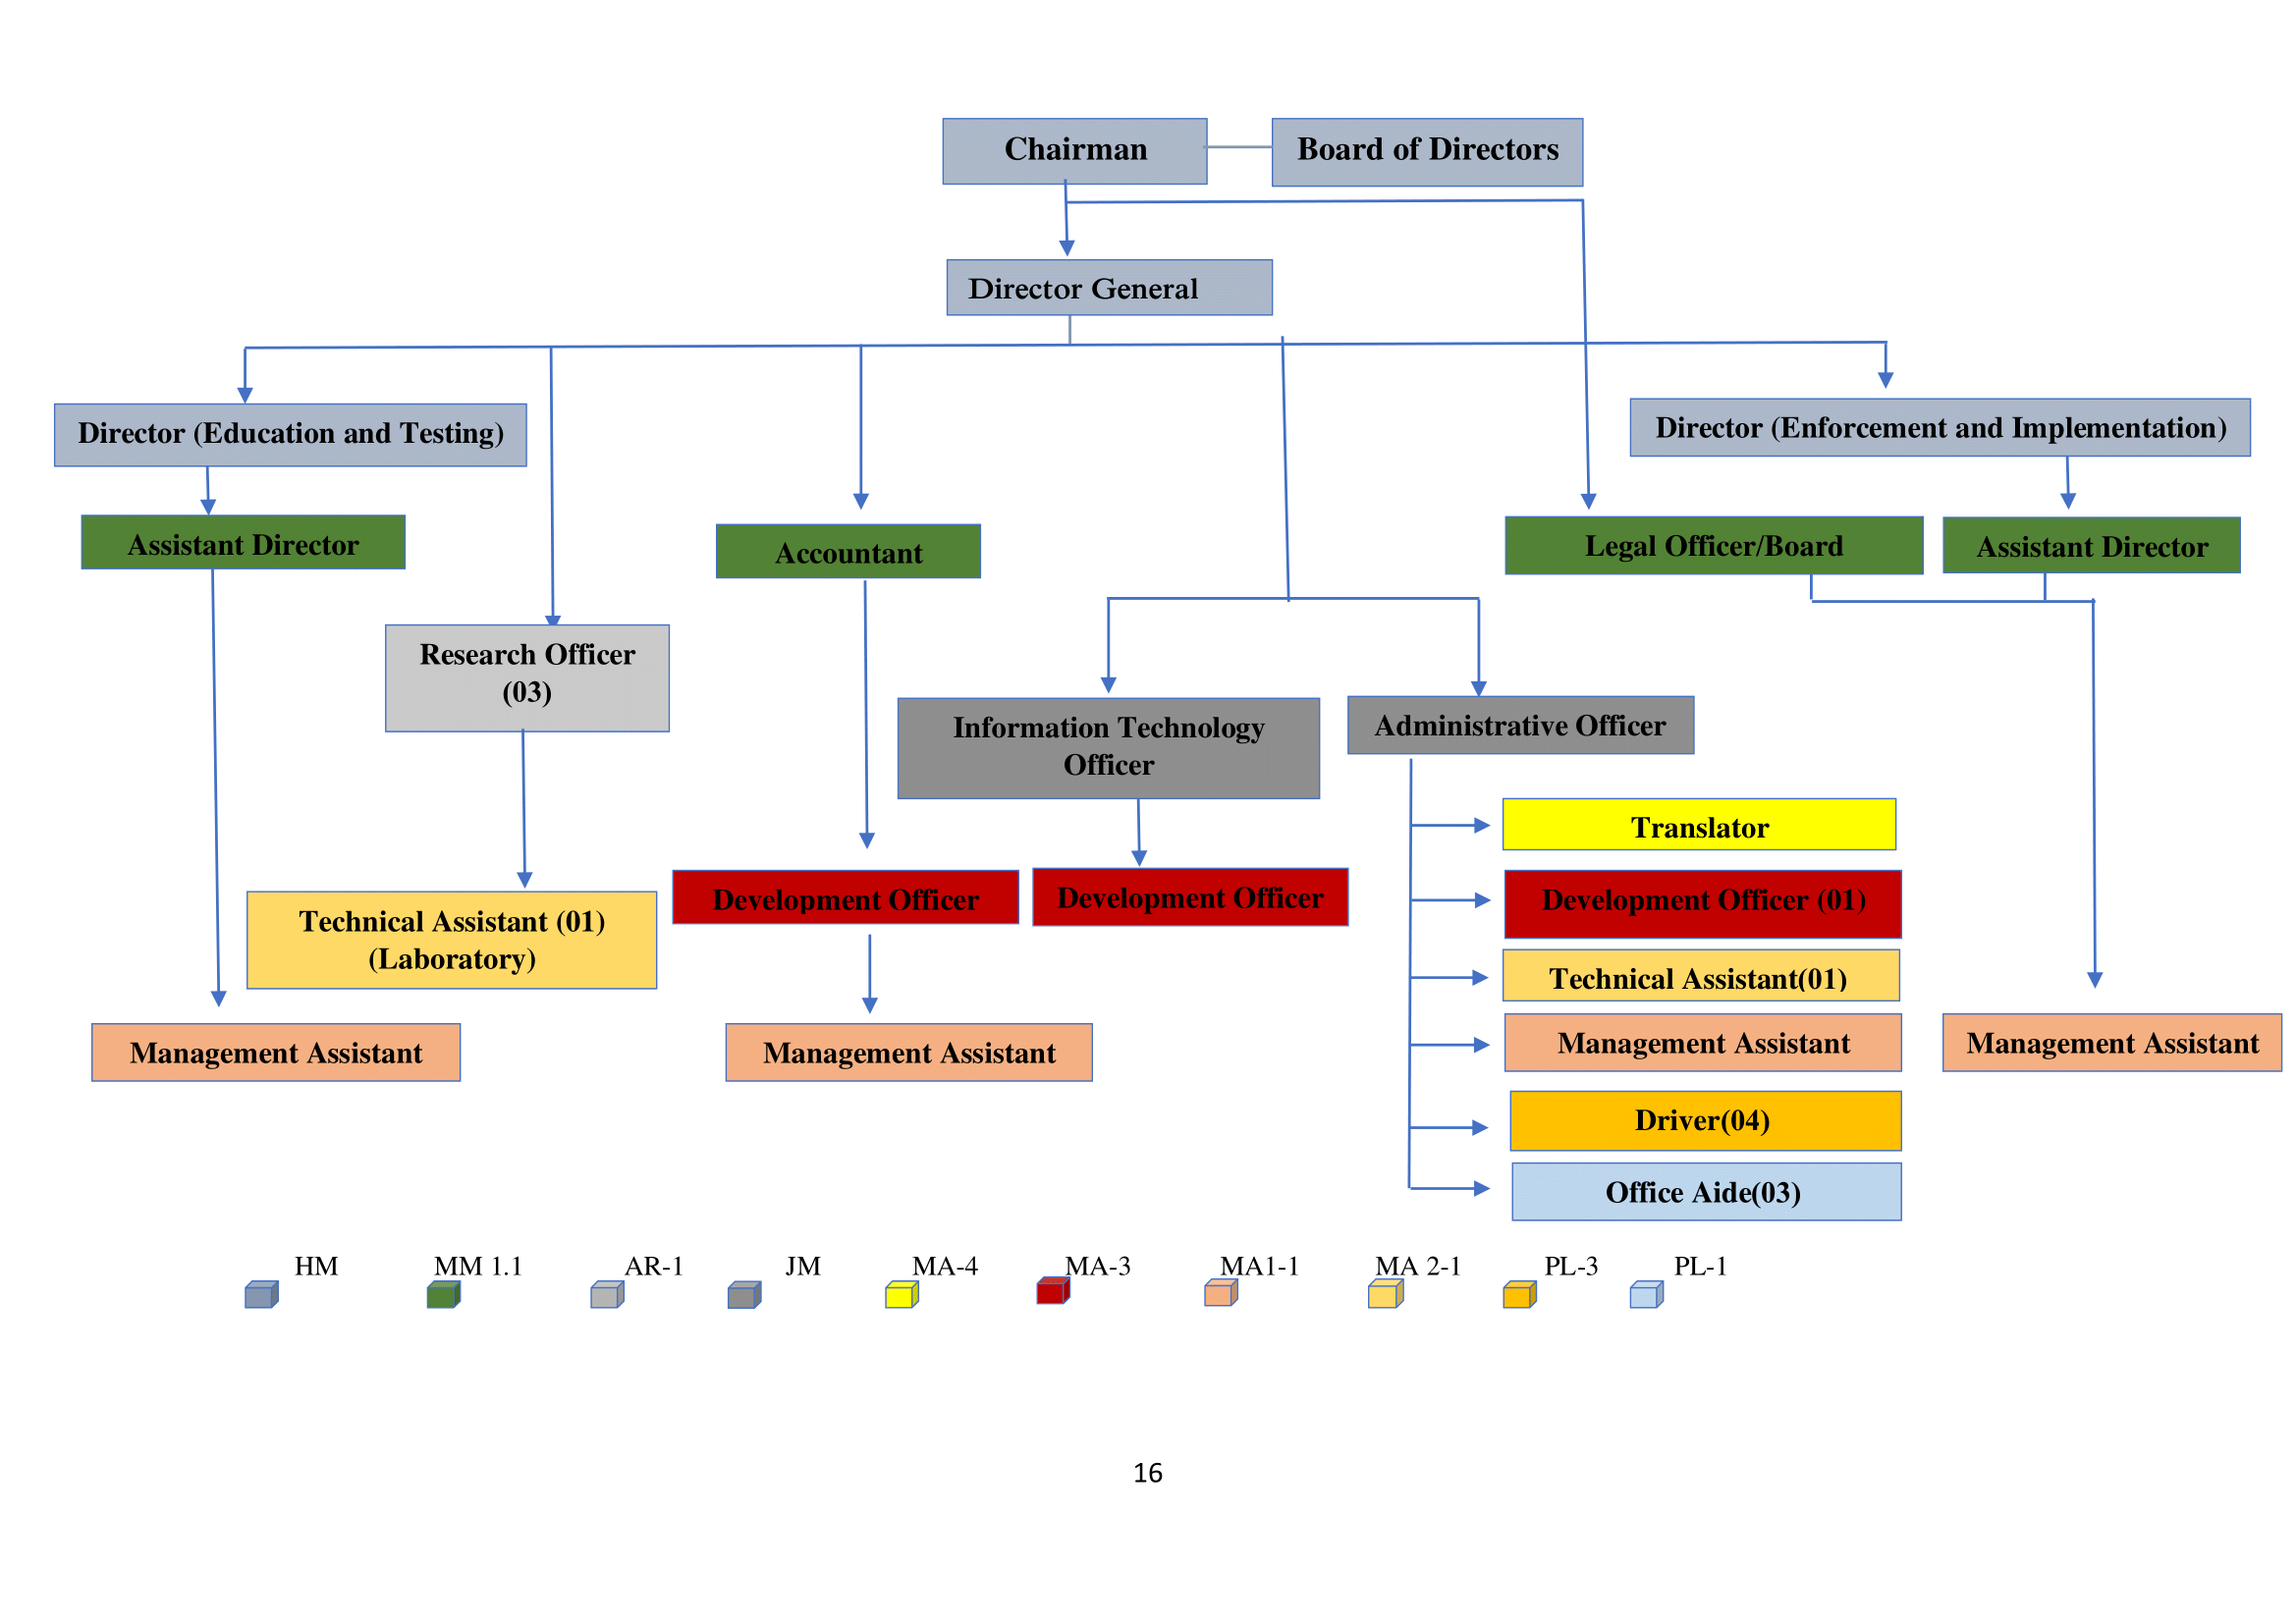 Chairman
Board of Directors
Director General
Director (Education and Testing)
Director (Enforcement and Implementation)
Assistant Director
Accountant
Legal Officer/Board
Assistant Director
Research Officer
(03)
Information Technology
Officer
Administrative Officer
Translator
Development Officer
Development Officer
Development Officer (01)
Technical Assistant (01)
(Laboratory)
Technical Assistant(01)
Management Assistant
Management Assistant
Management Assistant
Management Assistant
Driver(04)
Office Aide(03)
HM
MM 1.1
AR-1
JM
MA-4
MA-3
MA1-1
MA 2-1
PL-3
PL-1
16